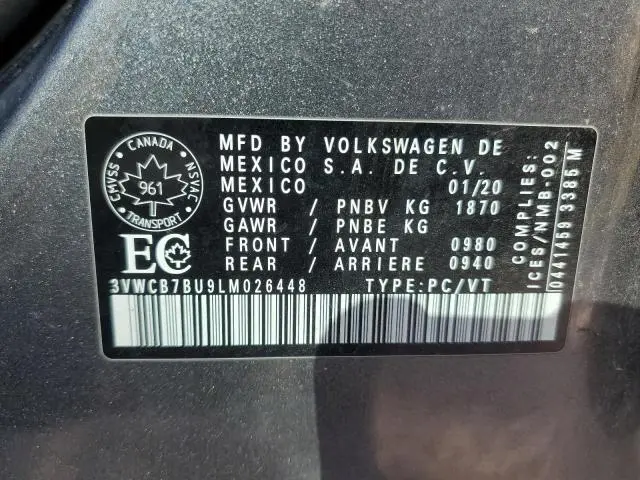 CANADA
CMVSS
NSVAC
961
TRANSPORT
EC
MFD BY VOLKSWAGEN DE
MEXICO S.A. DE C.V.
MEXICO 01/20
GVWR / PNBV KG 1870
GAWR / PNBE KG
FRONT / AVANT 0980
REAR / ARRIERE 0940
3VWCB7BU9LM026448 TYPE:PC/VT
COMPLIES:
ICES/NMB-002
0441459 3385 M